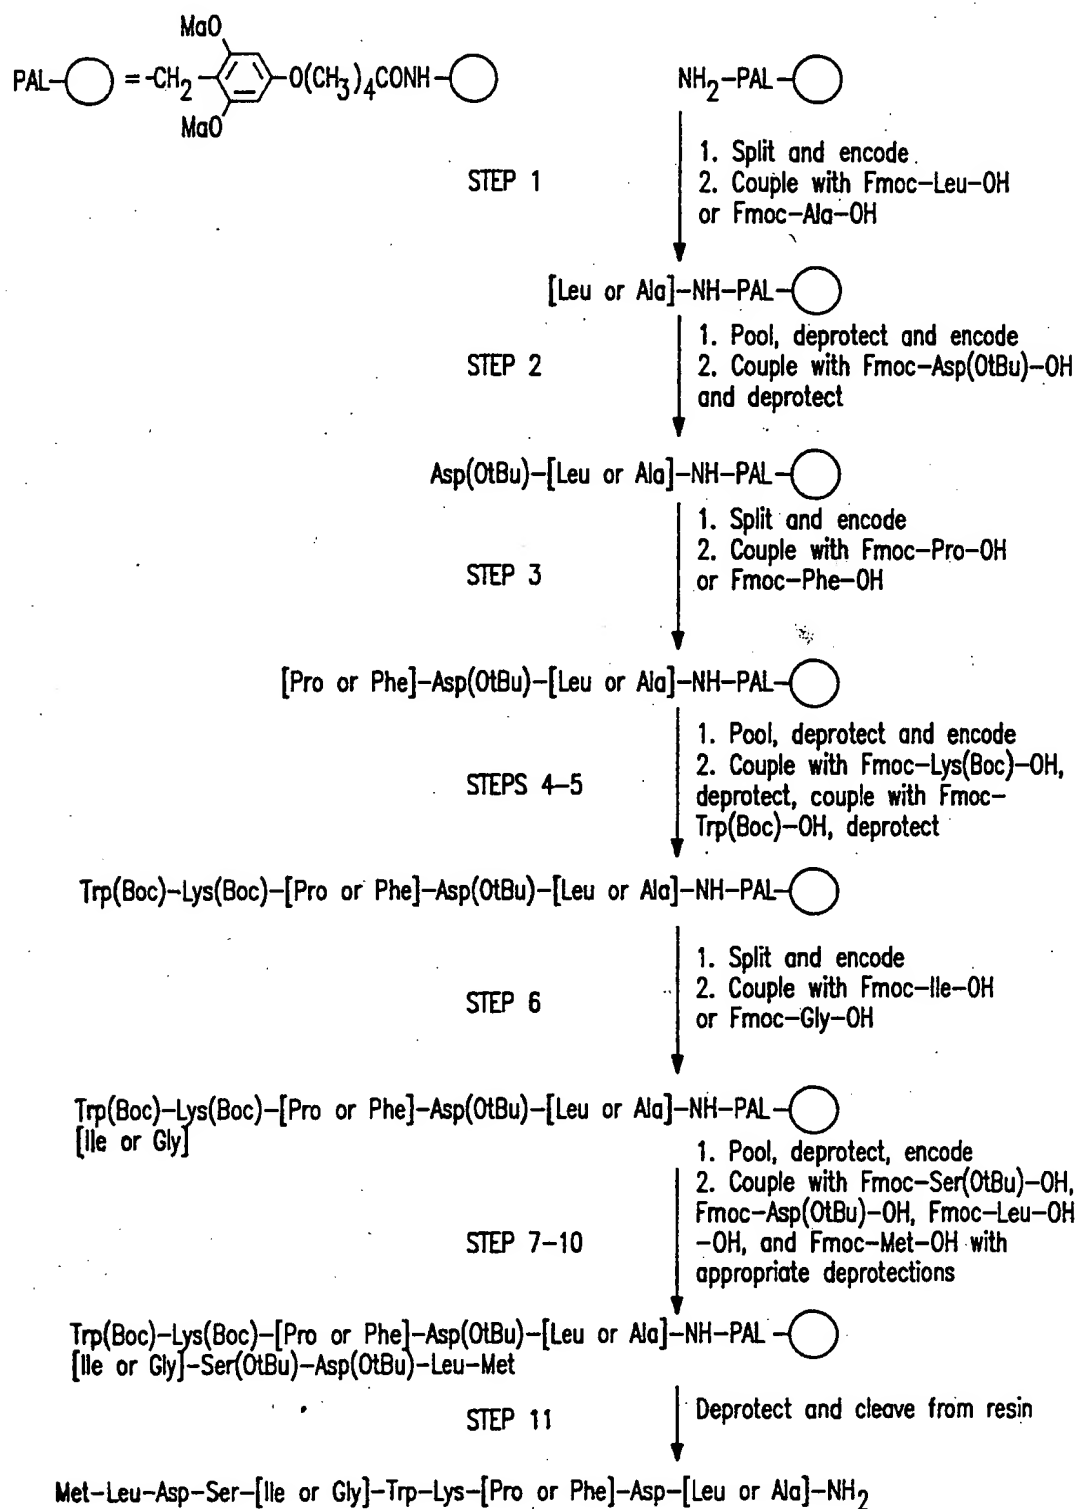 MaO
PAL-◯ = -CH2 -O(CH3)4CONH-◯
MaO
NH2-PAL-◯
STEP 1
1. Split and encode
2. Couple with Fmoc-Leu-OH
or Fmoc-Ala-OH
[Leu or Ala]-NH-PAL-◯
STEP 2
1. Pool, deprotect and encode
2. Couple with Fmoc-Asp(OtBu)-OH
and deprotect
Asp(OtBu)-[Leu or Ala]-NH-PAL-◯
STEP 3
1. Split and encode
2. Couple with Fmoc-Pro-OH
or Fmoc-Phe-OH
[Pro or Phe]-Asp(OtBu)-[Leu or Ala]-NH-PAL-◯
STEPS 4-5
1. Pool, deprotect and encode
2. Couple with Fmoc-Lys(Boc)-OH,
deprotect, couple with Fmoc-
Trp(Boc)-OH, deprotect
Trp(Boc)-Lys(Boc)-[Pro or Phe]-Asp(OtBu)-[Leu or Ala]-NH-PAL-◯
STEP 6
1. Split and encode
2. Couple with Fmoc-Ile-OH
or Fmoc-Gly-OH
Trp(Boc)-Lys(Boc)-[Pro or Phe]-Asp(OtBu)-[Leu or Ala]-NH-PAL-◯
[Ile or Gly]
STEP 7-10
1. Pool, deprotect, encode
2. Couple with Fmoc-Ser(OtBu)-OH,
Fmoc-Asp(OtBu)-OH, Fmoc-Leu-OH
-OH, and Fmoc-Met-OH with
appropriate deprotections
Trp(Boc)-Lys(Boc)-[Pro or Phe]-Asp(OtBu)-[Leu or Ala]-NH-PAL-◯
[Ile or Gly]-Ser(OtBu)-Asp(OtBu)-Leu-Met
STEP 11
Deprotect and cleave from resin
Met-Leu-Asp-Ser-[Ile or Gly]-Trp-Lys-[Pro or Phe]-Asp-[Leu or Ala]-NH2